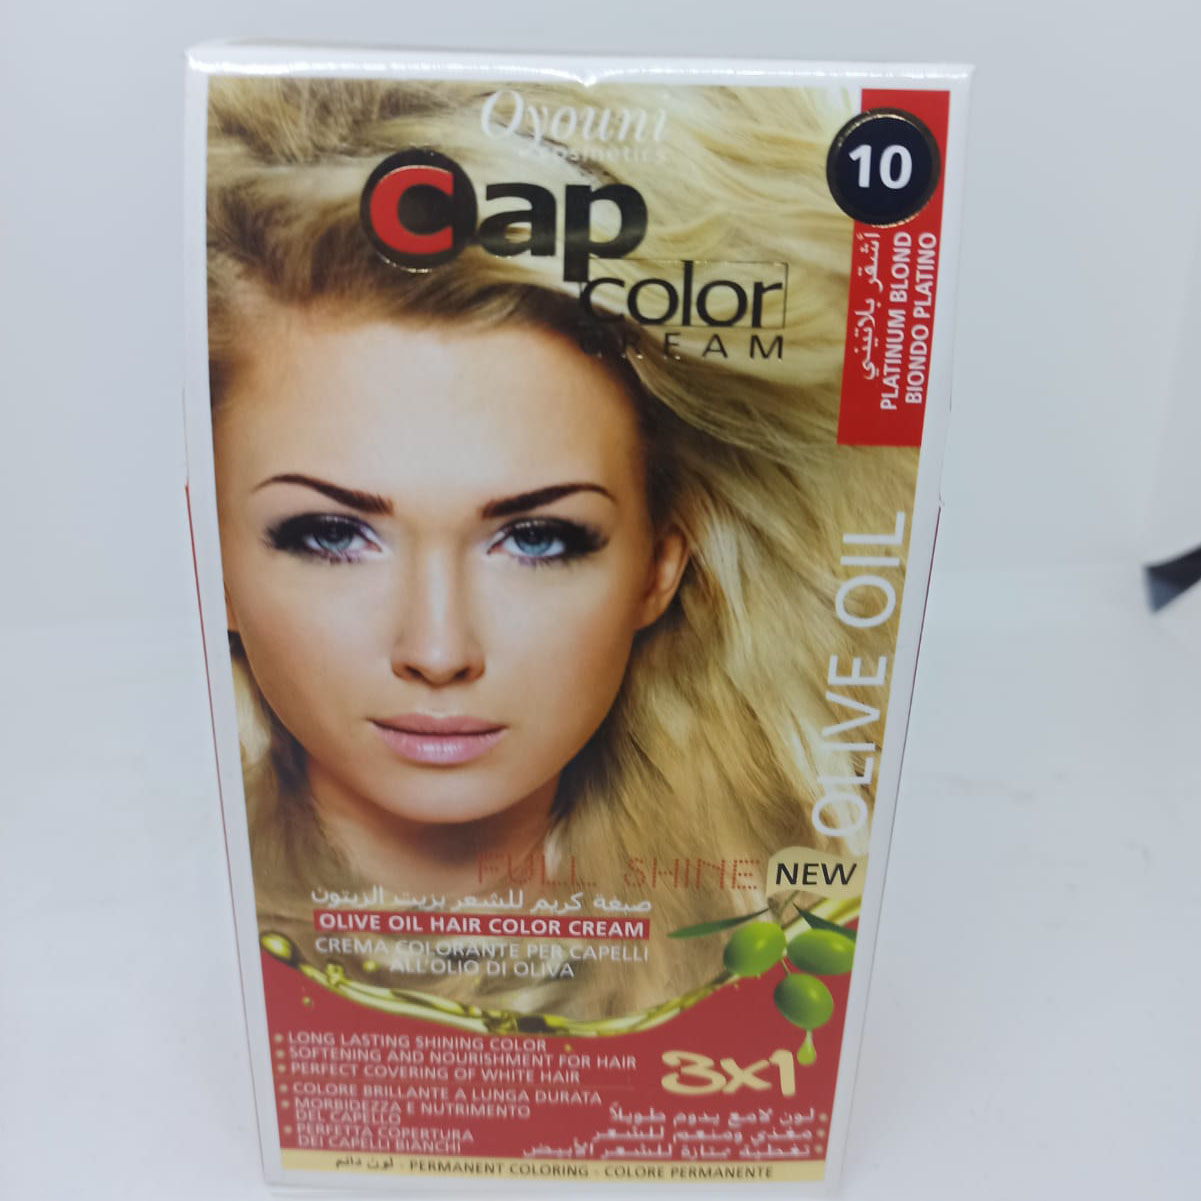 Oyouni
cosmetics
cap
color
CREAM
10
أشقر بلاتيني
PLATINUM BLOND
BIONDO PLATINO
OLIVE OIL
FULL SHINE
NEW
صبغة كريم للشعر بزيت الزيتون
OLIVE OIL HAIR COLOR CREAM
CREMA COLORANTE PER CAPELLI
ALL'OLIO DI OLIVA
• LONG LASTING SHINING COLOR
• SOFTENING AND NOURISHMENT FOR HAIR
• PERFECT COVERING OF WHITE HAIR
3x1
• COLORE BRILLANTE A LUNGA DURATA
• MORBIDEZZA E NUTRIMENTO
DEL CAPELLO
• PERFETTA COPERTURA
DEI CAPELLI BIANCHI
• لون لامع يدوم طويلاً
• مغذي ومنعم للشعر
• تغطية ممتازة للشعر الأبيض
لون دائم - PERMANENT COLORING - COLORE PERMANENTE